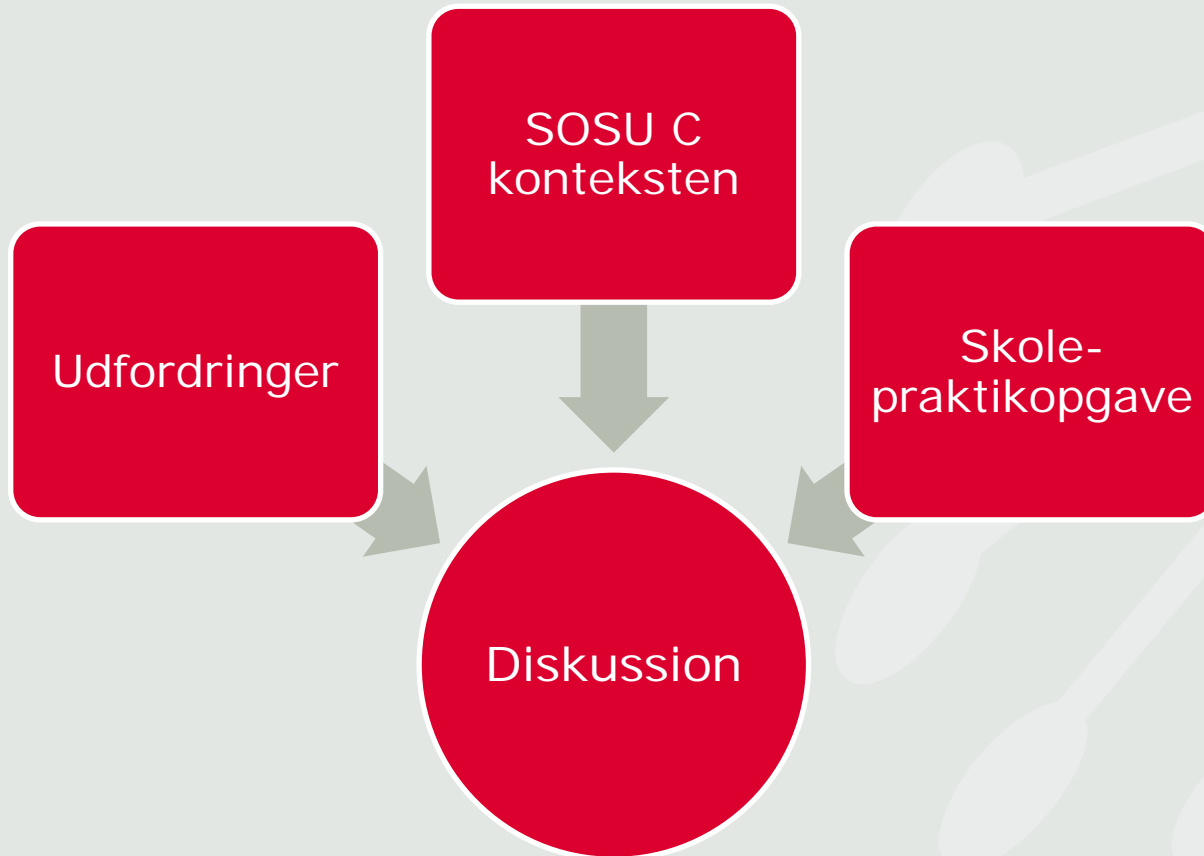 SOSU C
konteksten
Udfordringer
Skole-
praktikopgave
Diskussion